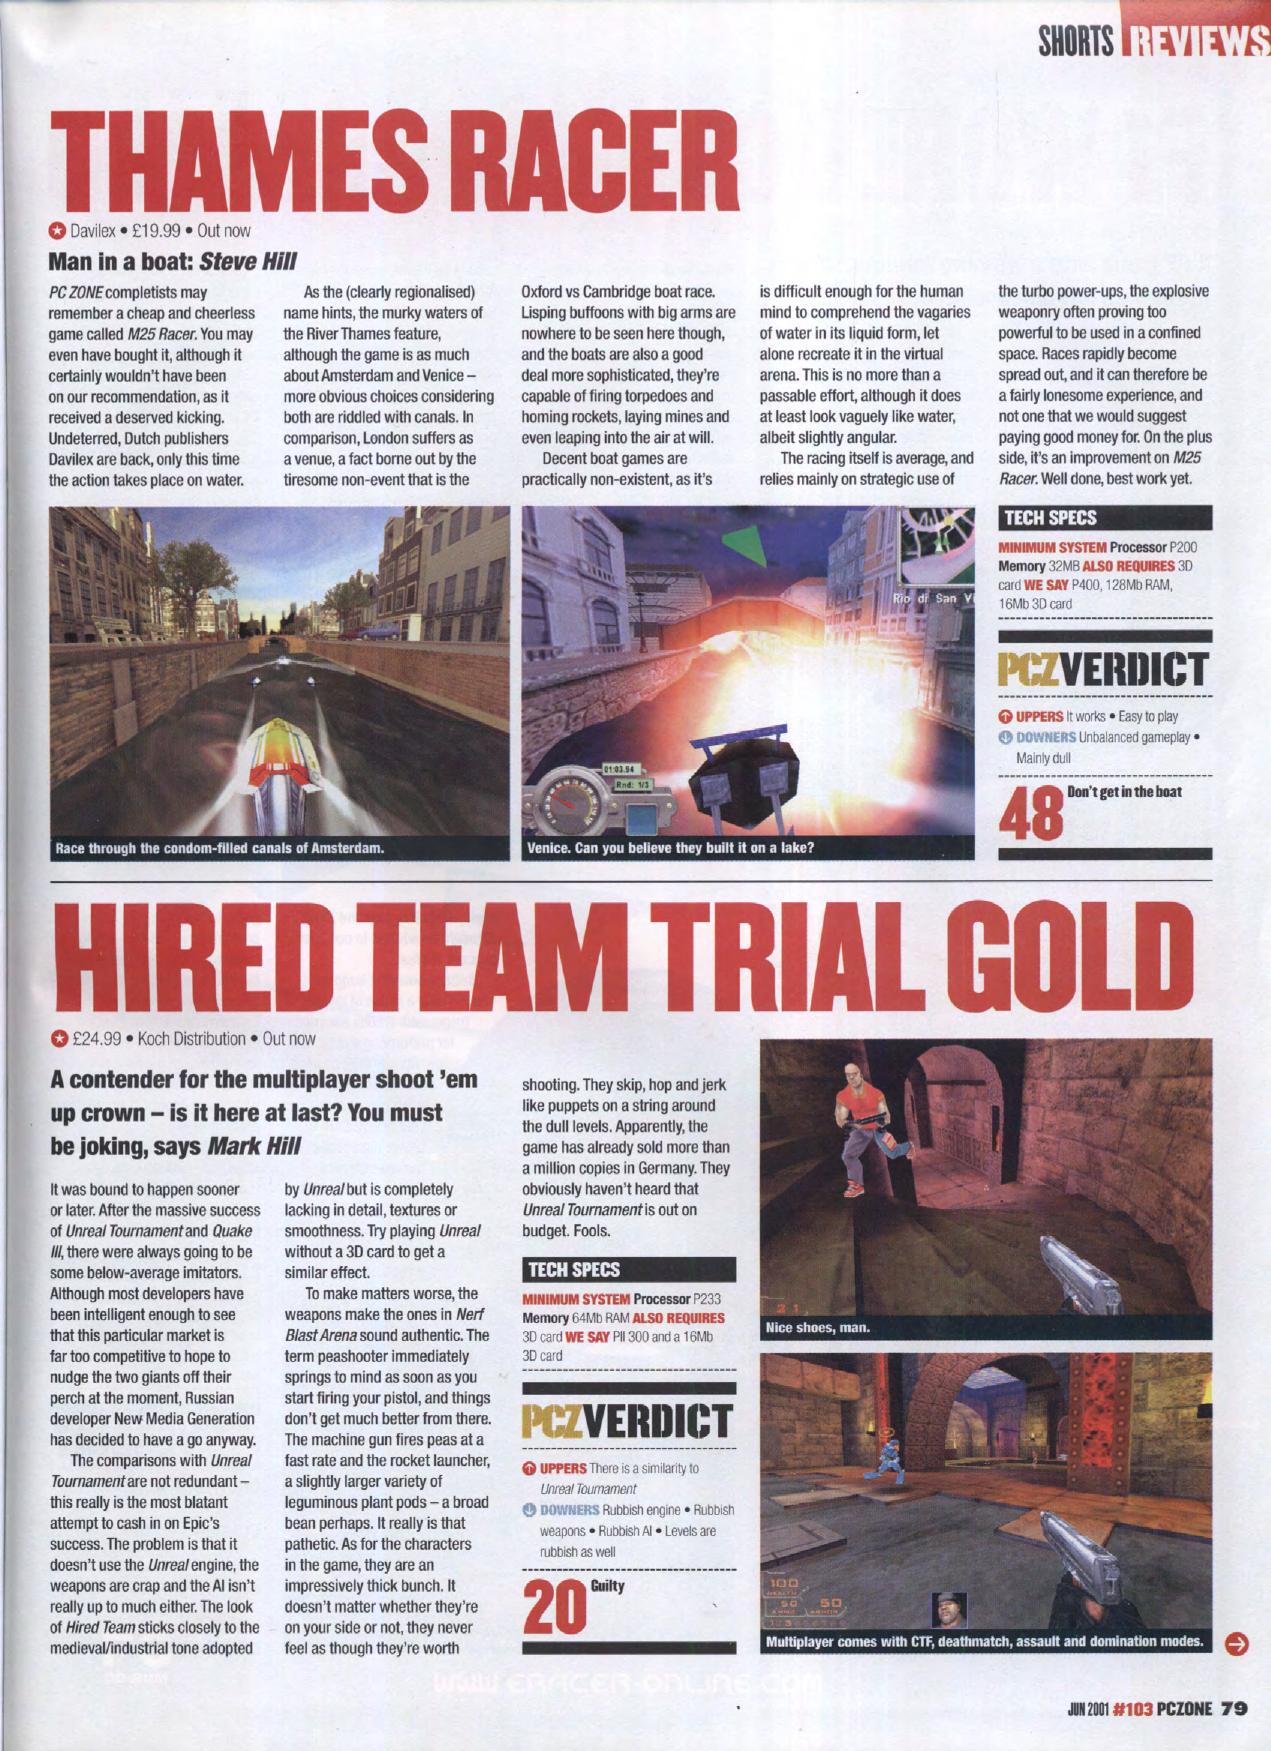 SHORTS REVIEWS
THAMES RACER
Davilex • £19.99 • Out now
Man in a boat: Steve Hill
PC ZONE completists may
remember a cheap and cheerless
game called M25 Racer. You may
even have bought it, although it
certainly wouldn't have been
on our recommendation, as it
received a deserved kicking.
Undeterred, Dutch publishers
Davilex are back, only this time
the action takes place on water.
As the (clearly regionalised)
name hints, the murky waters of
the River Thames feature,
although the game is as much
about Amsterdam and Venice –
more obvious choices considering
both are riddled with canals. In
comparison, London suffers as
a venue, a fact borne out by the
tiresome non-event that is the
Oxford vs Cambridge boat race.
Lisping buffoons with big arms are
nowhere to be seen here though,
and the boats are also a good
deal more sophisticated, they're
capable of firing torpedoes and
homing rockets, laying mines and
even leaping into the air at will.
Decent boat games are
practically non-existent, as it's
is difficult enough for the human
mind to comprehend the vagaries
of water in its liquid form, let
alone recreate it in the virtual
arena. This is no more than a
passable effort, although it does
at least look vaguely like water,
albeit slightly angular.
The racing itself is average, and
relies mainly on strategic use of
the turbo power-ups, the explosive
weaponry often proving too
powerful to be used in a confined
space. Races rapidly become
spread out, and it can therefore be
a fairly lonesome experience, and
not one that we would suggest
paying good money for. On the plus
side, it's an improvement on M25
Racer. Well done, best work yet.
Rio di San Vi
01:03.94
Rnd: 1/3
Race through the condom-filled canals of Amsterdam.
Venice. Can you believe they built it on a lake?
TECH SPECS
MINIMUM SYSTEM Processor P200
Memory 32MB ALSO REQUIRES 3D
card WE SAY P400, 128Mb RAM,
16Mb 3D card
PCZVERDICT
UPPERS It works • Easy to play
DOWNERS Unbalanced gameplay •
Mainly dull
48 Don't get in the boat
HIRED TEAM TRIAL GOLD
£24.99 • Koch Distribution • Out now
A contender for the multiplayer shoot 'em
up crown – is it here at last? You must
be joking, says Mark Hill
It was bound to happen sooner
or later. After the massive success
of Unreal Tournament and Quake
III, there were always going to be
some below-average imitators.
Although most developers have
been intelligent enough to see
that this particular market is
far too competitive to hope to
nudge the two giants off their
perch at the moment, Russian
developer New Media Generation
has decided to have a go anyway.
The comparisons with Unreal
Tournament are not redundant –
this really is the most blatant
attempt to cash in on Epic's
success. The problem is that it
doesn't use the Unreal engine, the
weapons are crap and the AI isn't
really up to much either. The look
of Hired Team sticks closely to the
medieval/industrial tone adopted
by Unreal but is completely
lacking in detail, textures or
smoothness. Try playing Unreal
without a 3D card to get a
similar effect.
To make matters worse, the
weapons make the ones in Nerf
Blast Arena sound authentic. The
term peashooter immediately
springs to mind as soon as you
start firing your pistol, and things
don't get much better from there.
The machine gun fires peas at a
fast rate and the rocket launcher,
a slightly larger variety of
leguminous plant pods – a broad
bean perhaps. It really is that
pathetic. As for the characters
in the game, they are an
impressively thick bunch. It
doesn't matter whether they're
on your side or not, they never
feel as though they're worth
shooting. They skip, hop and jerk
like puppets on a string around
the dull levels. Apparently, the
game has already sold more than
a million copies in Germany. They
obviously haven't heard that
Unreal Tournament is out on
budget. Fools.
TECH SPECS
MINIMUM SYSTEM Processor P233
Memory 64Mb RAM ALSO REQUIRES
3D card WE SAY PII 300 and a 16Mb
3D card
PCZVERDICT
UPPERS There is a similarity to
Unreal Tournament
DOWNERS Rubbish engine • Rubbish
weapons • Rubbish AI • Levels are
rubbish as well
20 Guilty
21
Nice shoes, man.
100
HEALTH
50 50
AMMO ARMOR
Multiplayer comes with CTF, deathmatch, assault and domination modes.
JUN 2001 #103 PCZONE 79